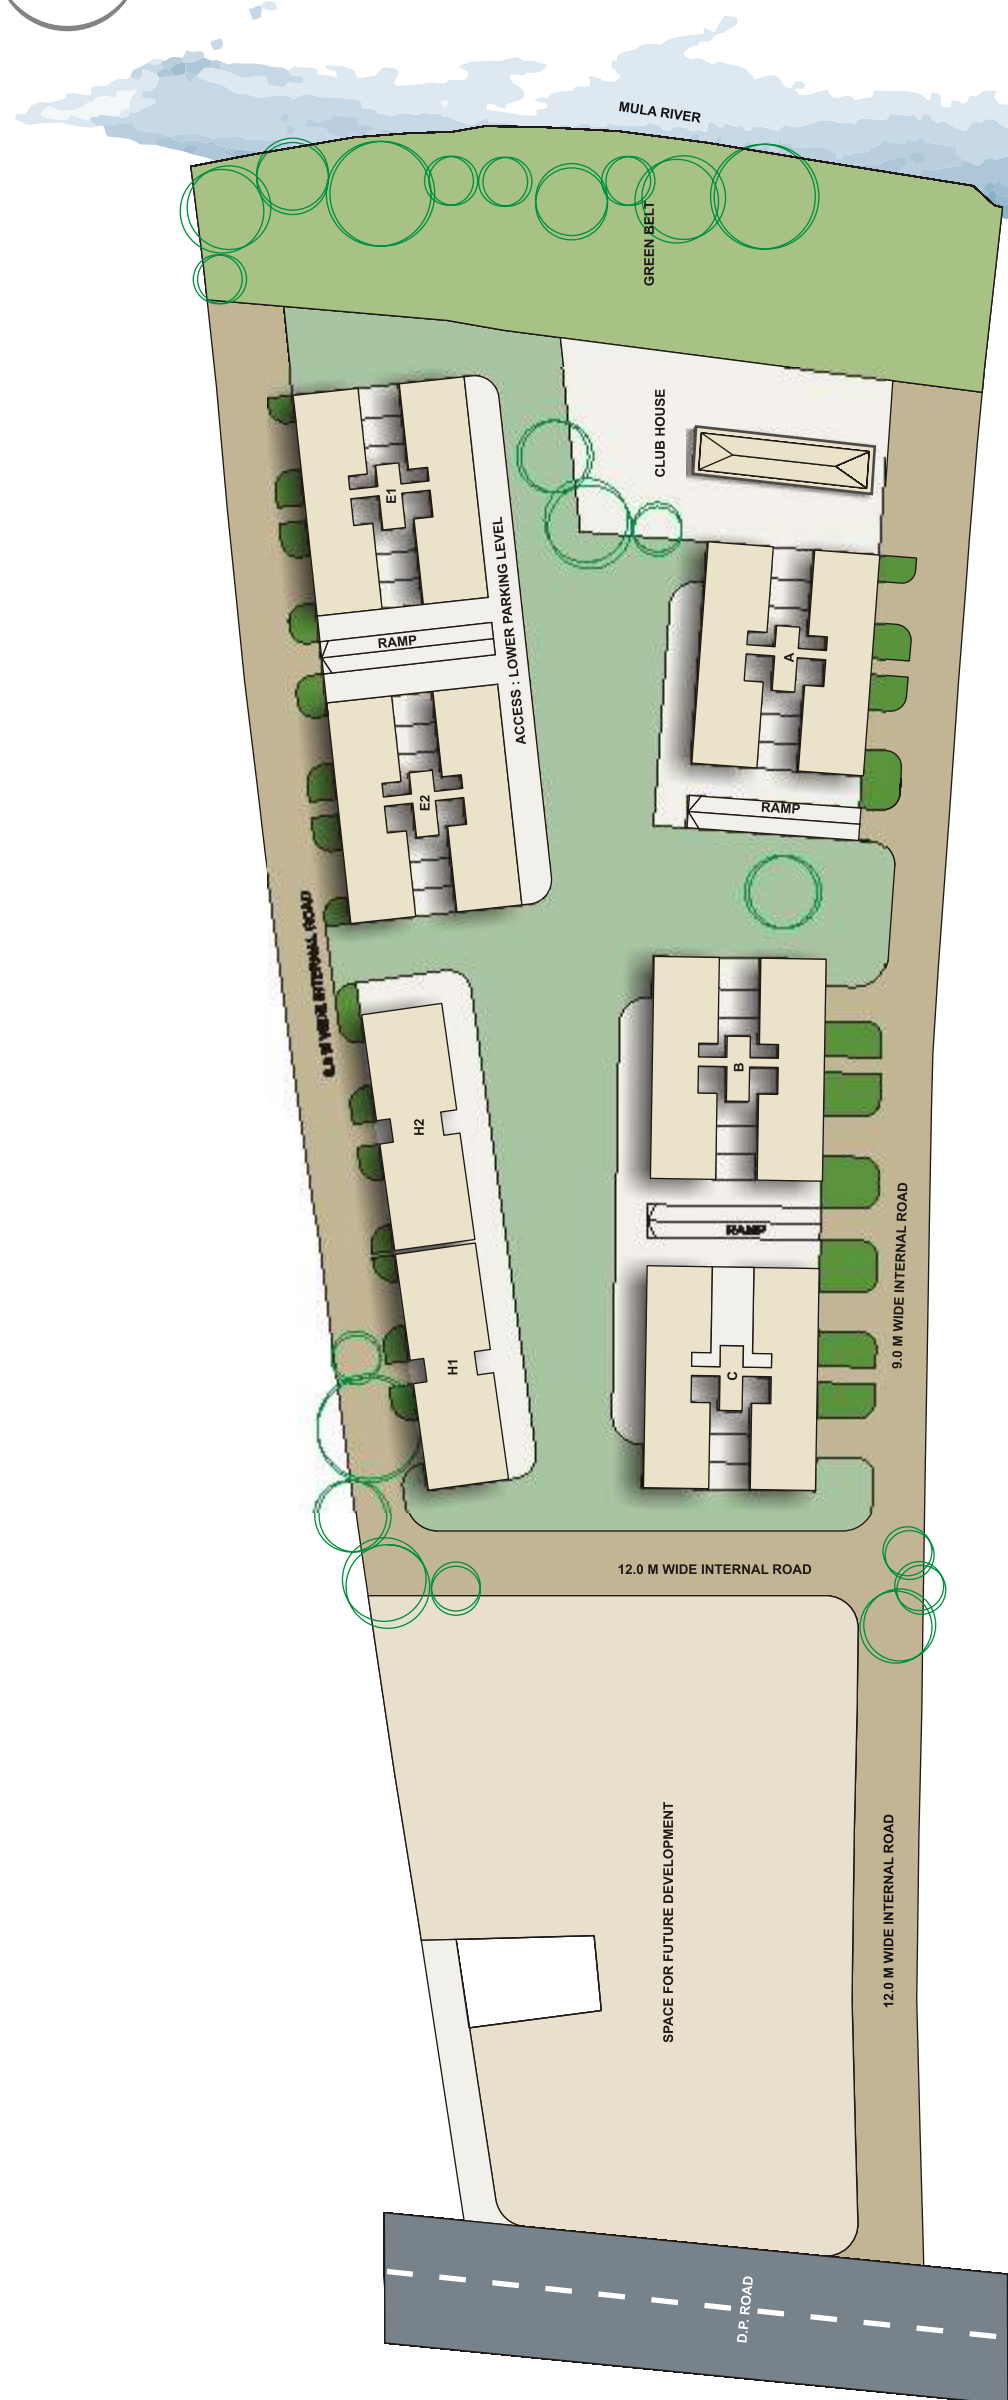 MULA RIVER
GREEN BELT
CLUB HOUSE
E1
ACCESS : LOWER PARKING LEVEL
RAMP
A
E2
RAMP
B
H2
9.0 M WIDE INTERNAL ROAD
RAMP
H1
C
12.0 M WIDE INTERNAL ROAD
SPACE FOR FUTURE DEVELOPMENT
12.0 M WIDE INTERNAL ROAD
D.P. ROAD